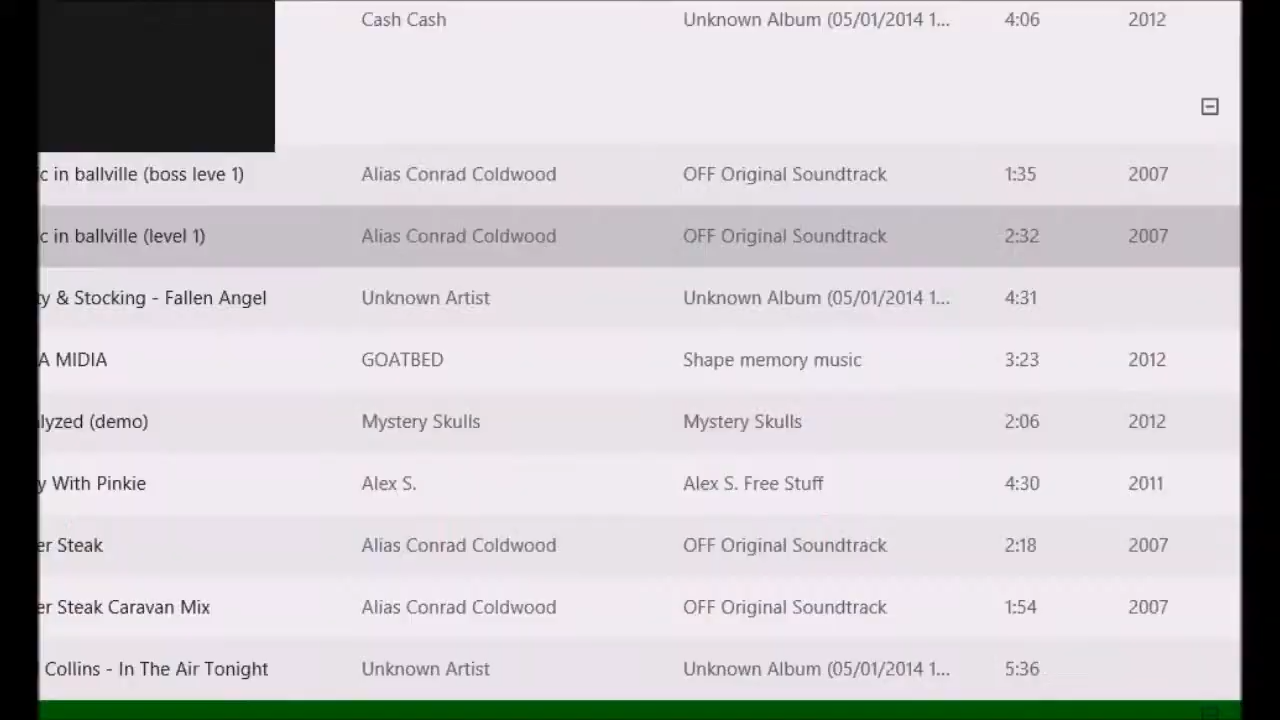 Cash Cash Unknown Album (05/01/2014 1... 4:06 2012
c in ballville (boss leve 1) Alias Conrad Coldwood OFF Original Soundtrack 1:35 2007
c in ballville (level 1) Alias Conrad Coldwood OFF Original Soundtrack 2:32 2007
ty & Stocking - Fallen Angel Unknown Artist Unknown Album (05/01/2014 1... 4:31
A MIDIA GOATBED Shape memory music 3:23 2012
alyzed (demo) Mystery Skulls Mystery Skulls 2:06 2012
y With Pinkie Alex S. Alex S. Free Stuff 4:30 2011
er Steak Alias Conrad Coldwood OFF Original Soundtrack 2:18 2007
er Steak Caravan Mix Alias Conrad Coldwood OFF Original Soundtrack 1:54 2007
Collins - In The Air Tonight Unknown Artist Unknown Album (05/01/2014 1... 5:36